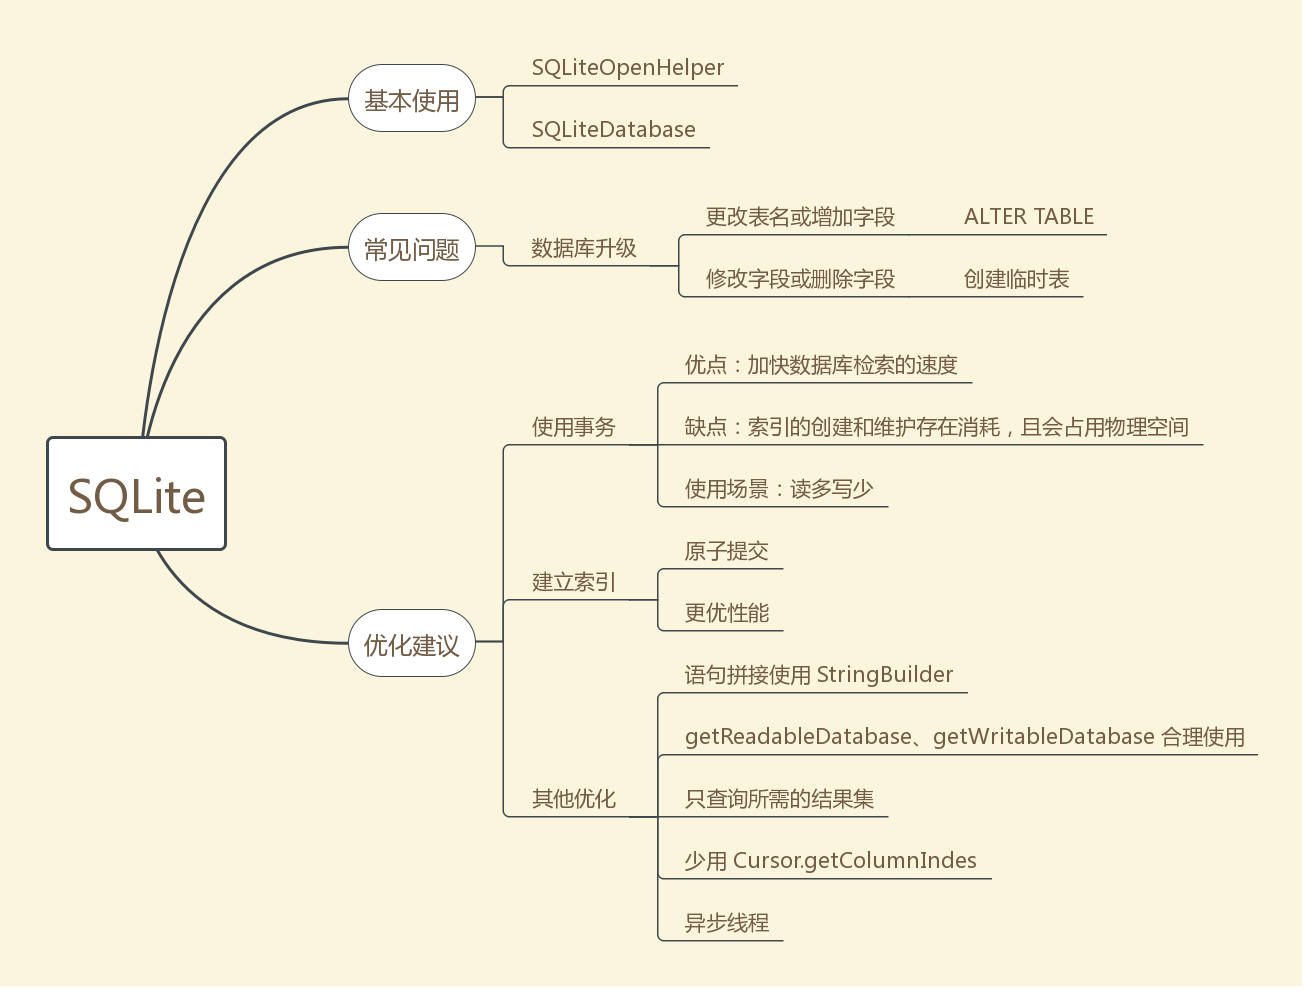 SQLite
基本使用
SQLiteOpenHelper
SQLiteDatabase
常见问题
数据库升级
更改表名或增加字段
ALTER TABLE
修改字段或删除字段
创建临时表
优化建议
使用事务
优点：加快数据库检索的速度
缺点：索引的创建和维护存在消耗，且会占用物理空间
使用场景：读多写少
建立索引
原子提交
更优性能
其他优化
语句拼接使用 StringBuilder
getReadableDatabase、getWritableDatabase 合理使用
只查询所需的结果集
少用 Cursor.getColumnIndes
异步线程